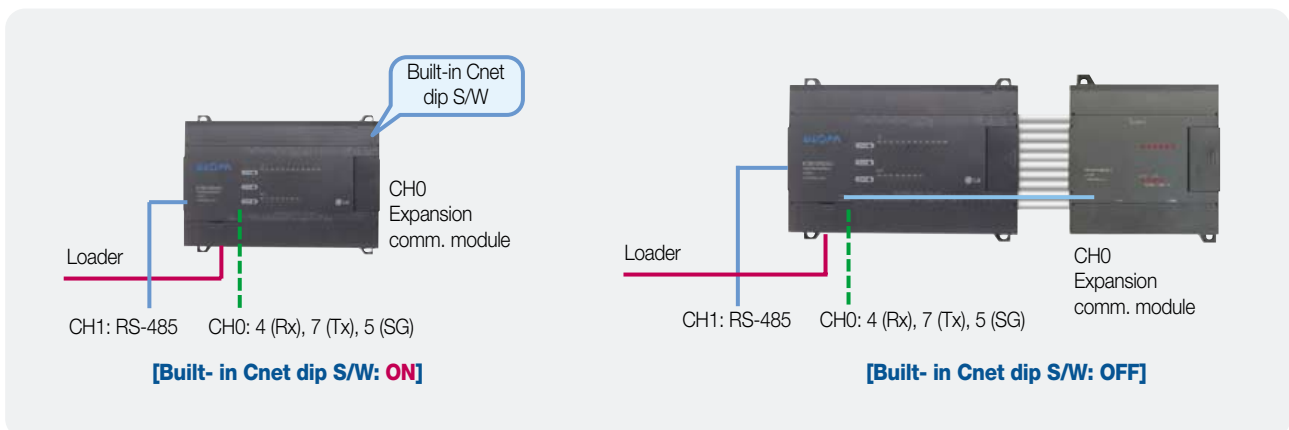 Built-in Cnet
dip S/W
CH0
Expansion
comm. module
Loader
CH1: RS-485
CH0: 4 (Rx), 7 (Tx), 5 (SG)
[Built- in Cnet dip S/W: ON]
Loader
CH0
Expansion
comm. module
CH1: RS-485
CH0: 4 (Rx), 7 (Tx), 5 (SG)
[Built- in Cnet dip S/W: OFF]